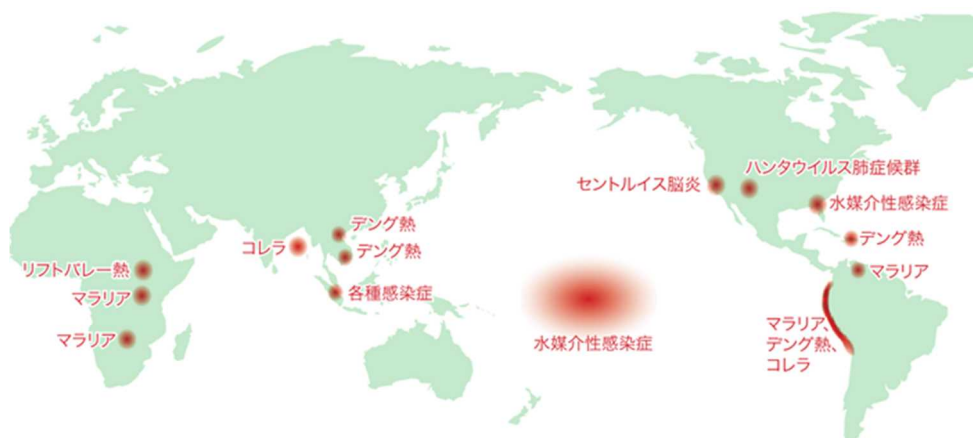 ハンタウイルス肺症候群
セントルイス脳炎
水媒介性感染症
デング熱
デング熱
コレラ
デング熱
リフトバレー熱
マラリア
各種感染症
マラリア
マラリア
水媒介性感染症
マラリア、
デング熱、
コレラ